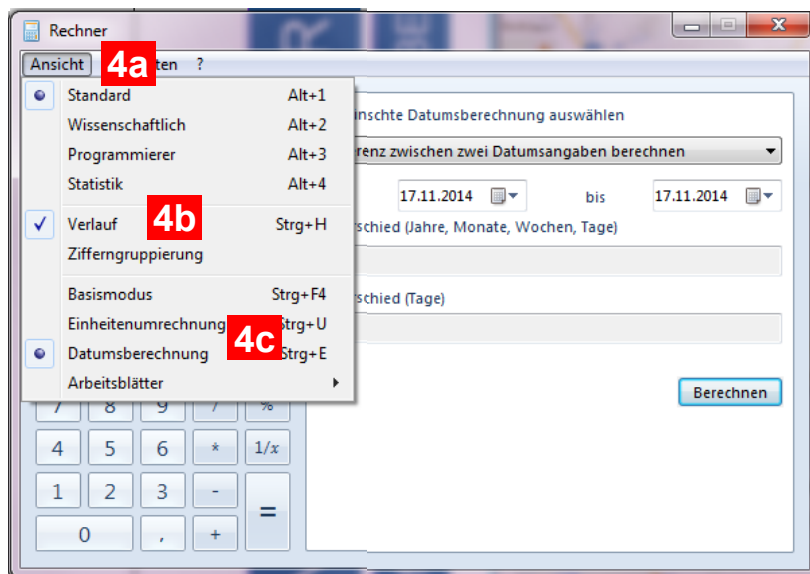 Rechner
Ansicht 4a ten ?
Standard Alt+1
Wissenschaftlich Alt+2
Programmierer Alt+3
Statistik Alt+4
Verlauf 4b Strg+H
Zifferngruppierung
Basismodus Strg+F4
Einheitenumrechnung Strg+U
4c
Datumsberechnung Strg+E
Arbeitsblätter
nschte Datumsberechnung auswählen
renz zwischen zwei Datumsangaben berechnen
17.11.2014 bis 17.11.2014
schied (Jahre, Monate, Wochen, Tage)
schied (Tage)
Berechnen
7 8 9 / %
4 5 6 * 1/x
1 2 3 - =
0 , +